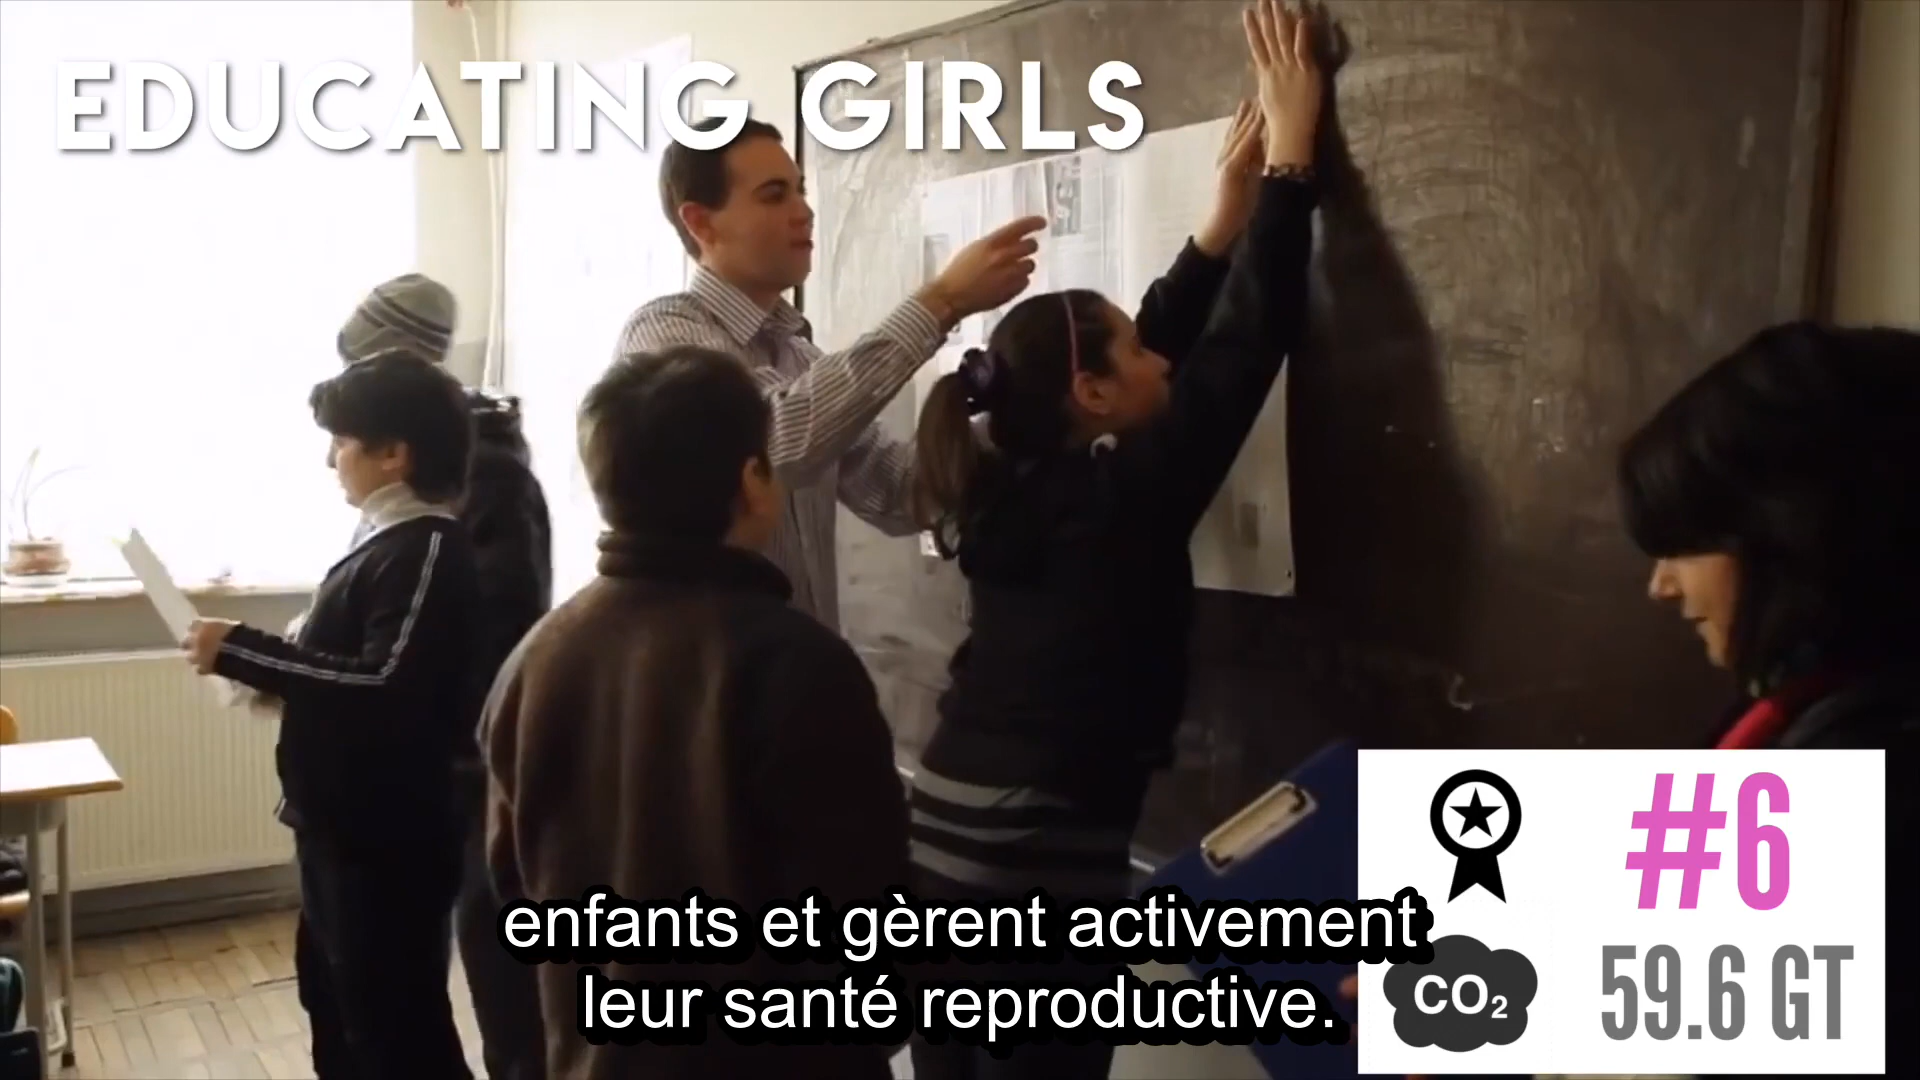 EDUCATING GIRLS
#6
enfants et gèrent activement
leur santé reproductive.
CO₂
59.6 GT